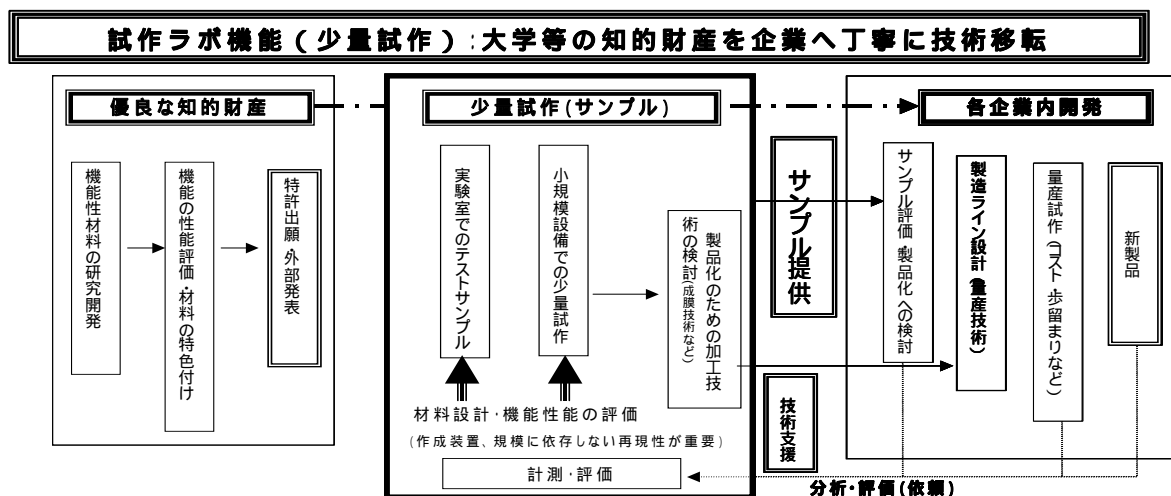 試作ラボ機能(少量試作):大学等の知的財産を企業へ丁寧に技術移転
優良な知的財産
機能性材料の研究開発
機能の性能評価・材料の特色付け
特許出願・外部発表
少量試作(サンプル)
実験室でのテストサンプル
小規模設備での少量試作
製品化のための加工技
術の検討(成膜技術など)
材料設計・機能性能の評価
(作成装置、規模に依存しない再現性が重要)
計測・評価
サンプル提供
技術支援
各企業内開発
サンプル評価・製品化への検討
製造ライン設計(量産技術)
量産試作(コスト・歩留まりなど)
新製品
分析・評価(依頼)